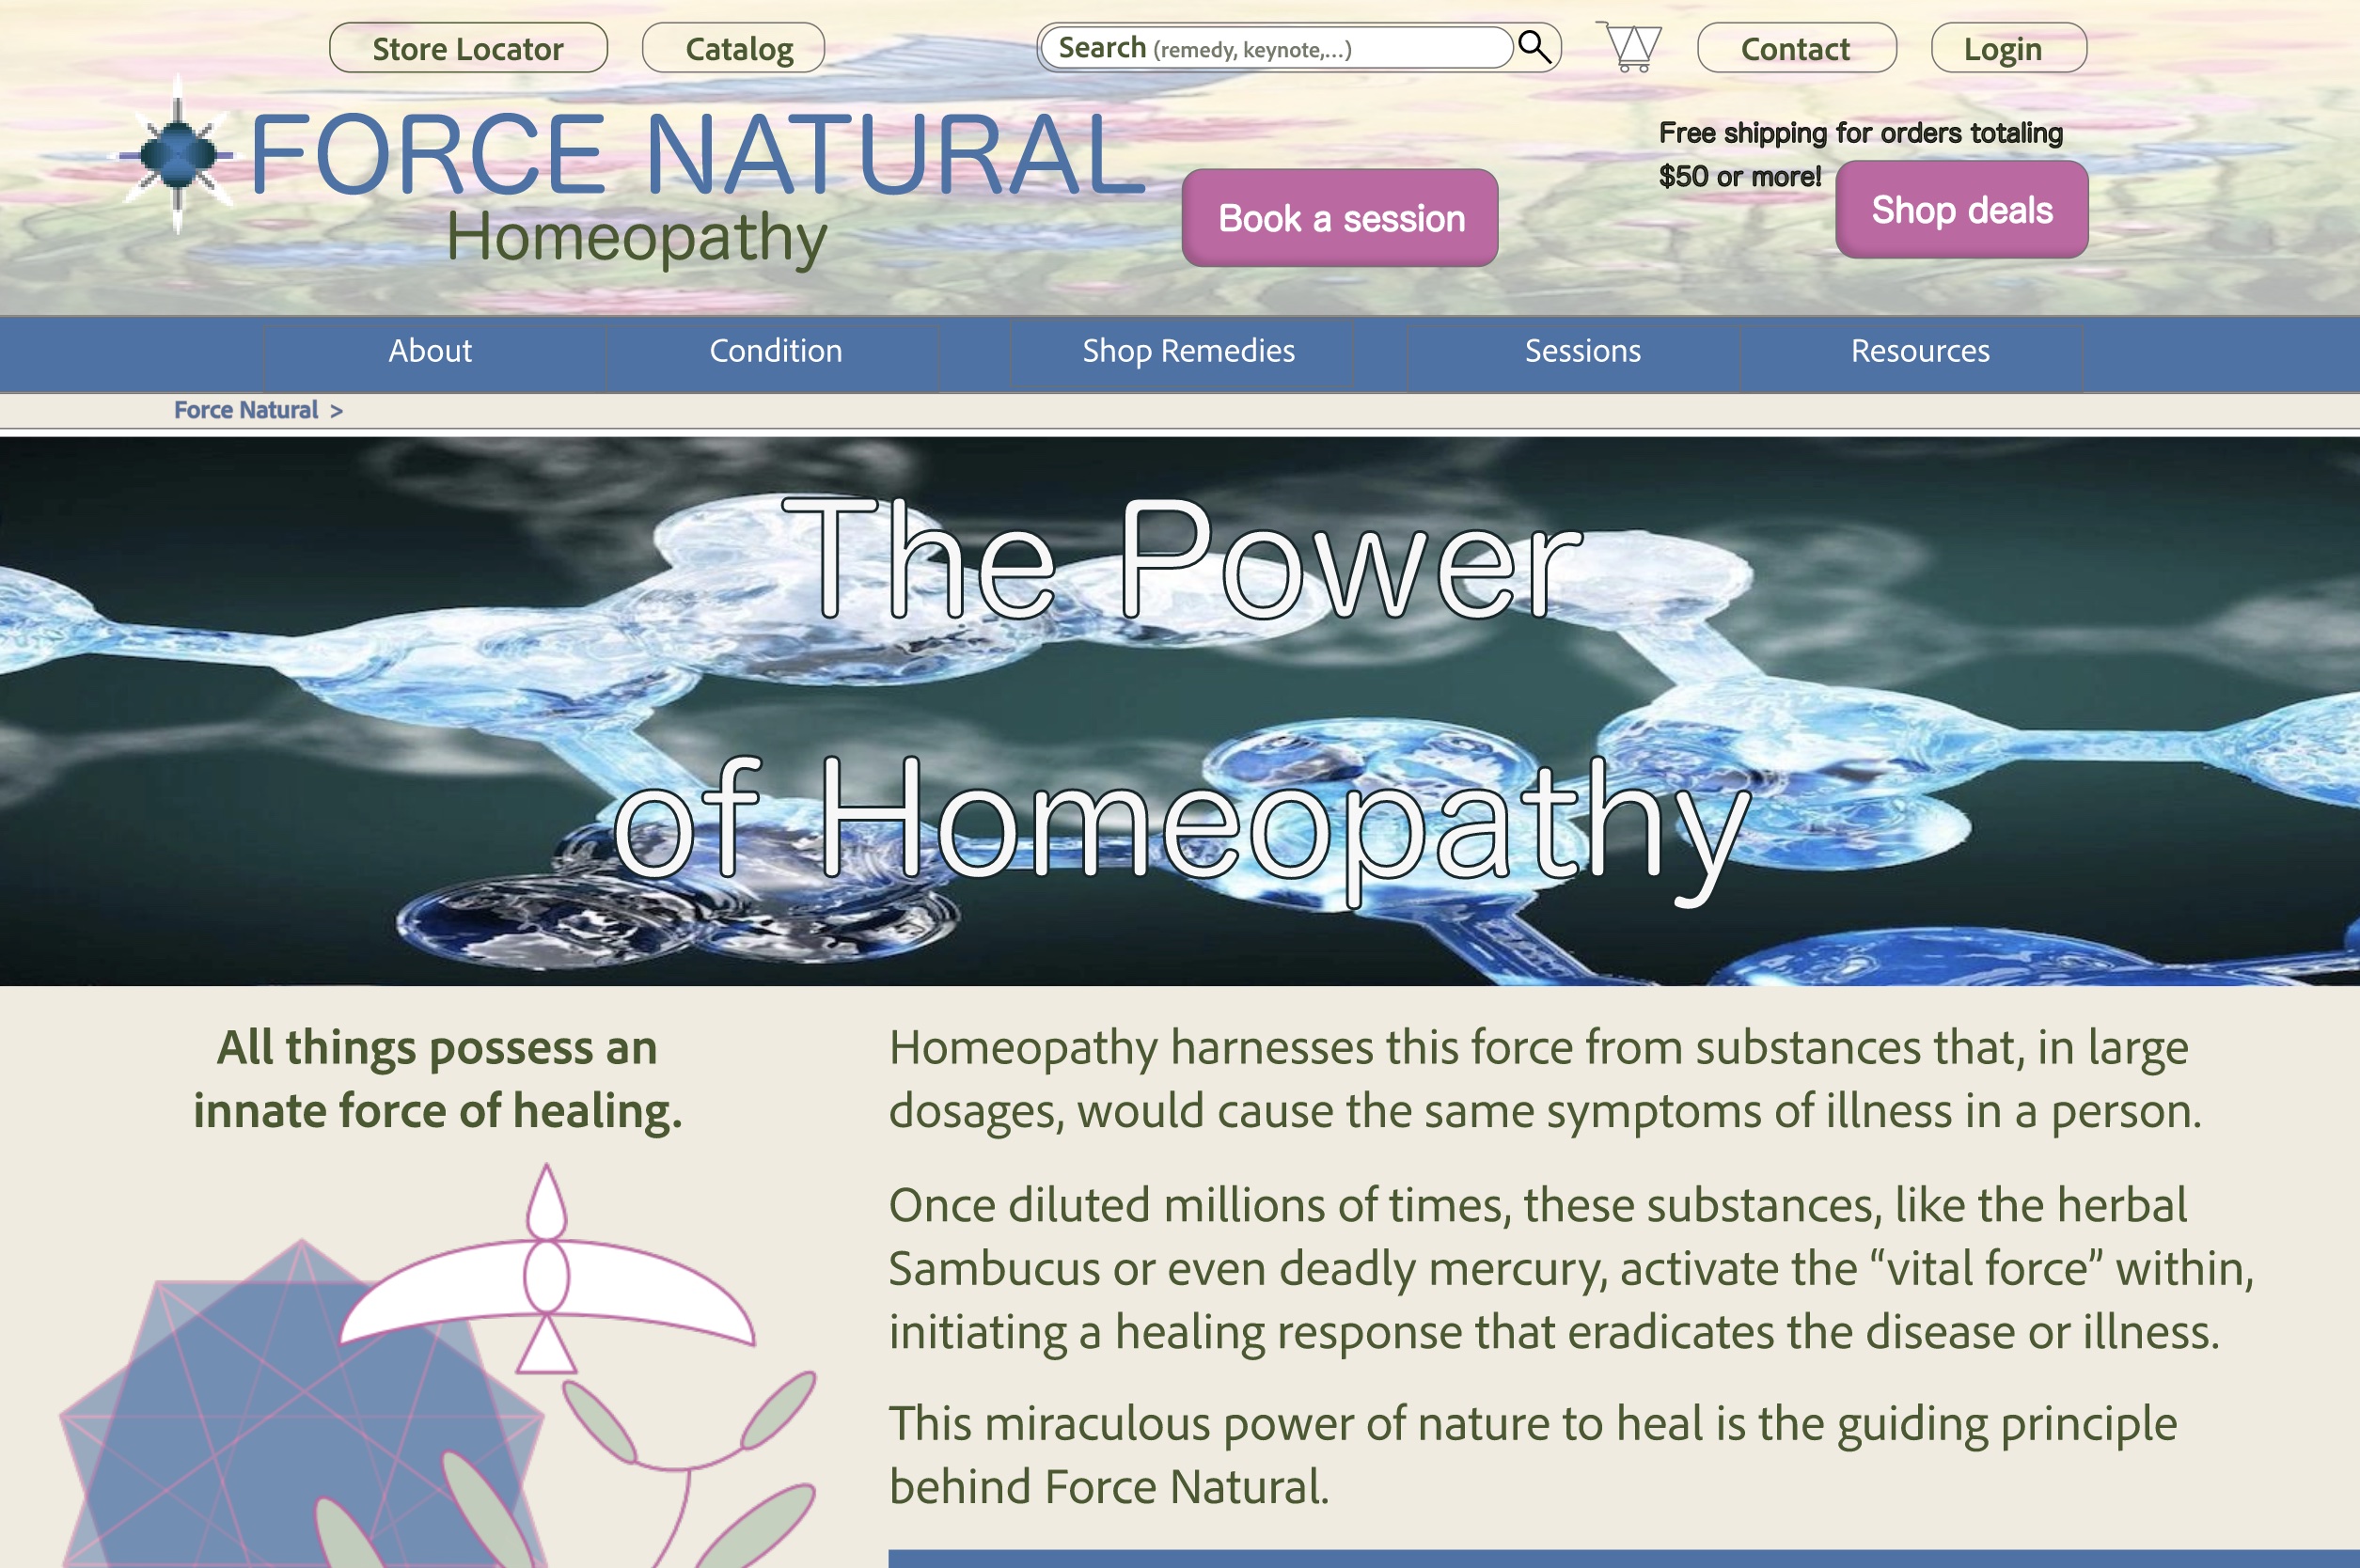 Store Locator
Catalog
Search (remedy, keynote,...)
Contact
Login
FORCE NATURAL
Homeopathy
Book a session
Free shipping for orders totaling
$50 or more!
Shop deals
About
Condition
Shop Remedies
Sessions
Resources
Force Natural >
The Power
of Homeopathy
All things possess an
innate force of healing.
Homeopathy harnesses this force from substances that, in large
dosages, would cause the same symptoms of illness in a person.
Once diluted millions of times, these substances, like the herbal
Sambucus or even deadly mercury, activate the “vital force” within,
initiating a healing response that eradicates the disease or illness.
This miraculous power of nature to heal is the guiding principle
behind Force Natural.